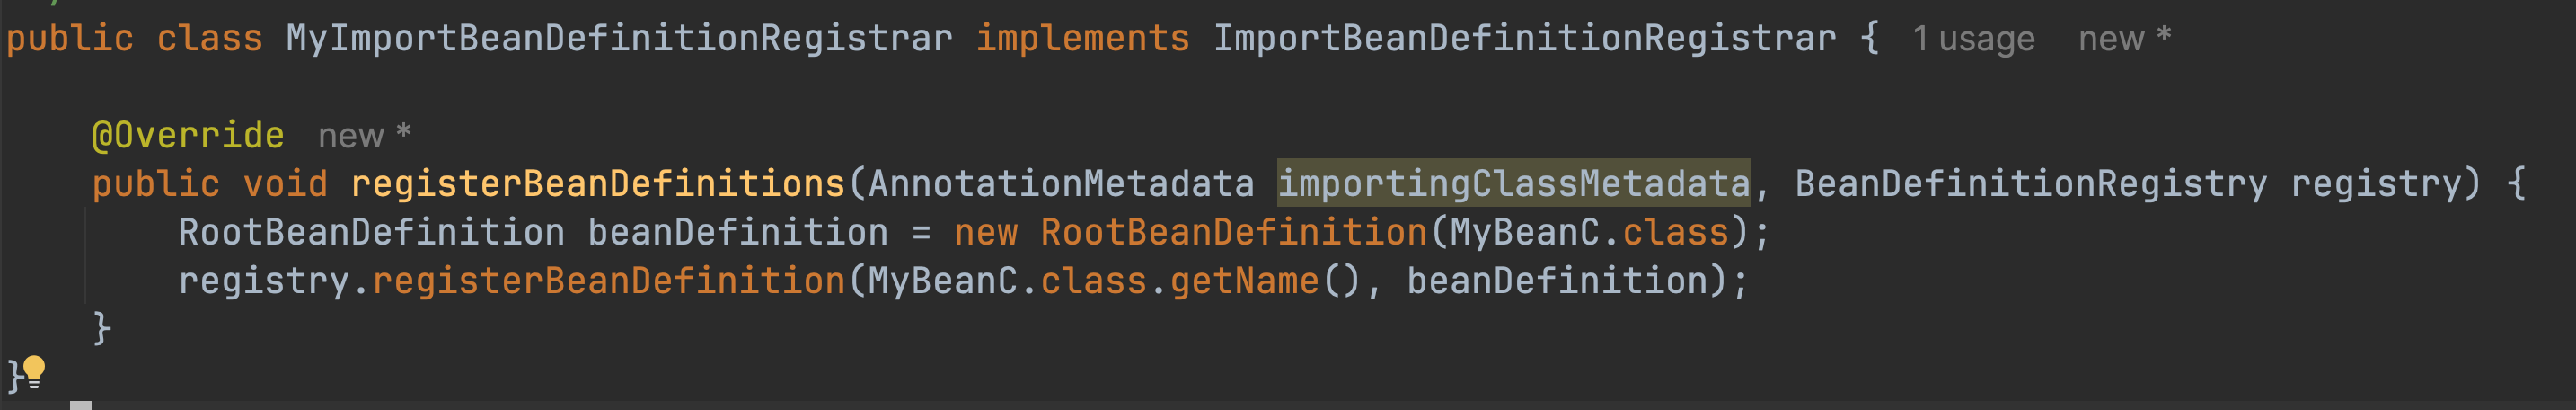 public class MyImportBeanDefinitionRegistrar implements ImportBeanDefinitionRegistrar { 1 usage new *
@Override new *
public void registerBeanDefinitions(AnnotationMetadata importingClassMetadata, BeanDefinitionRegistry registry) {
RootBeanDefinition beanDefinition = new RootBeanDefinition(MyBeanC.class);
registry.registerBeanDefinition(MyBeanC.class.getName(), beanDefinition);
}
}